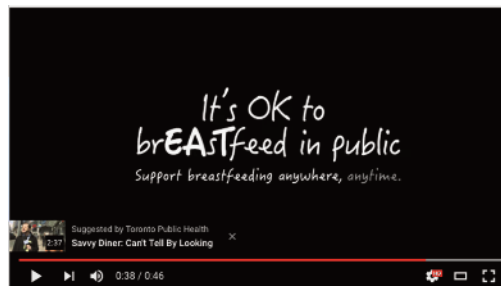 It's OK to
brEAsTfeed in public
Support breastfeeding anywhere, anytime.
Suggested by Toronto Public Health
2:37
Savvy Diner: Can't Tell By Looking
0:38 / 0:46
HD